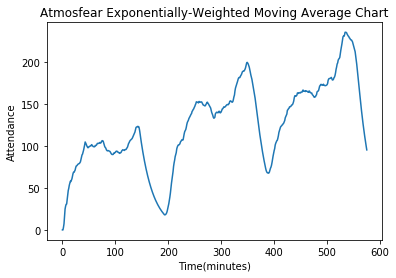 Atmosfear Exponentially-Weighted Moving Average Chart
200
150
100
50
0
Attendance
0 100 200 300 400 500 600
Time(minutes)